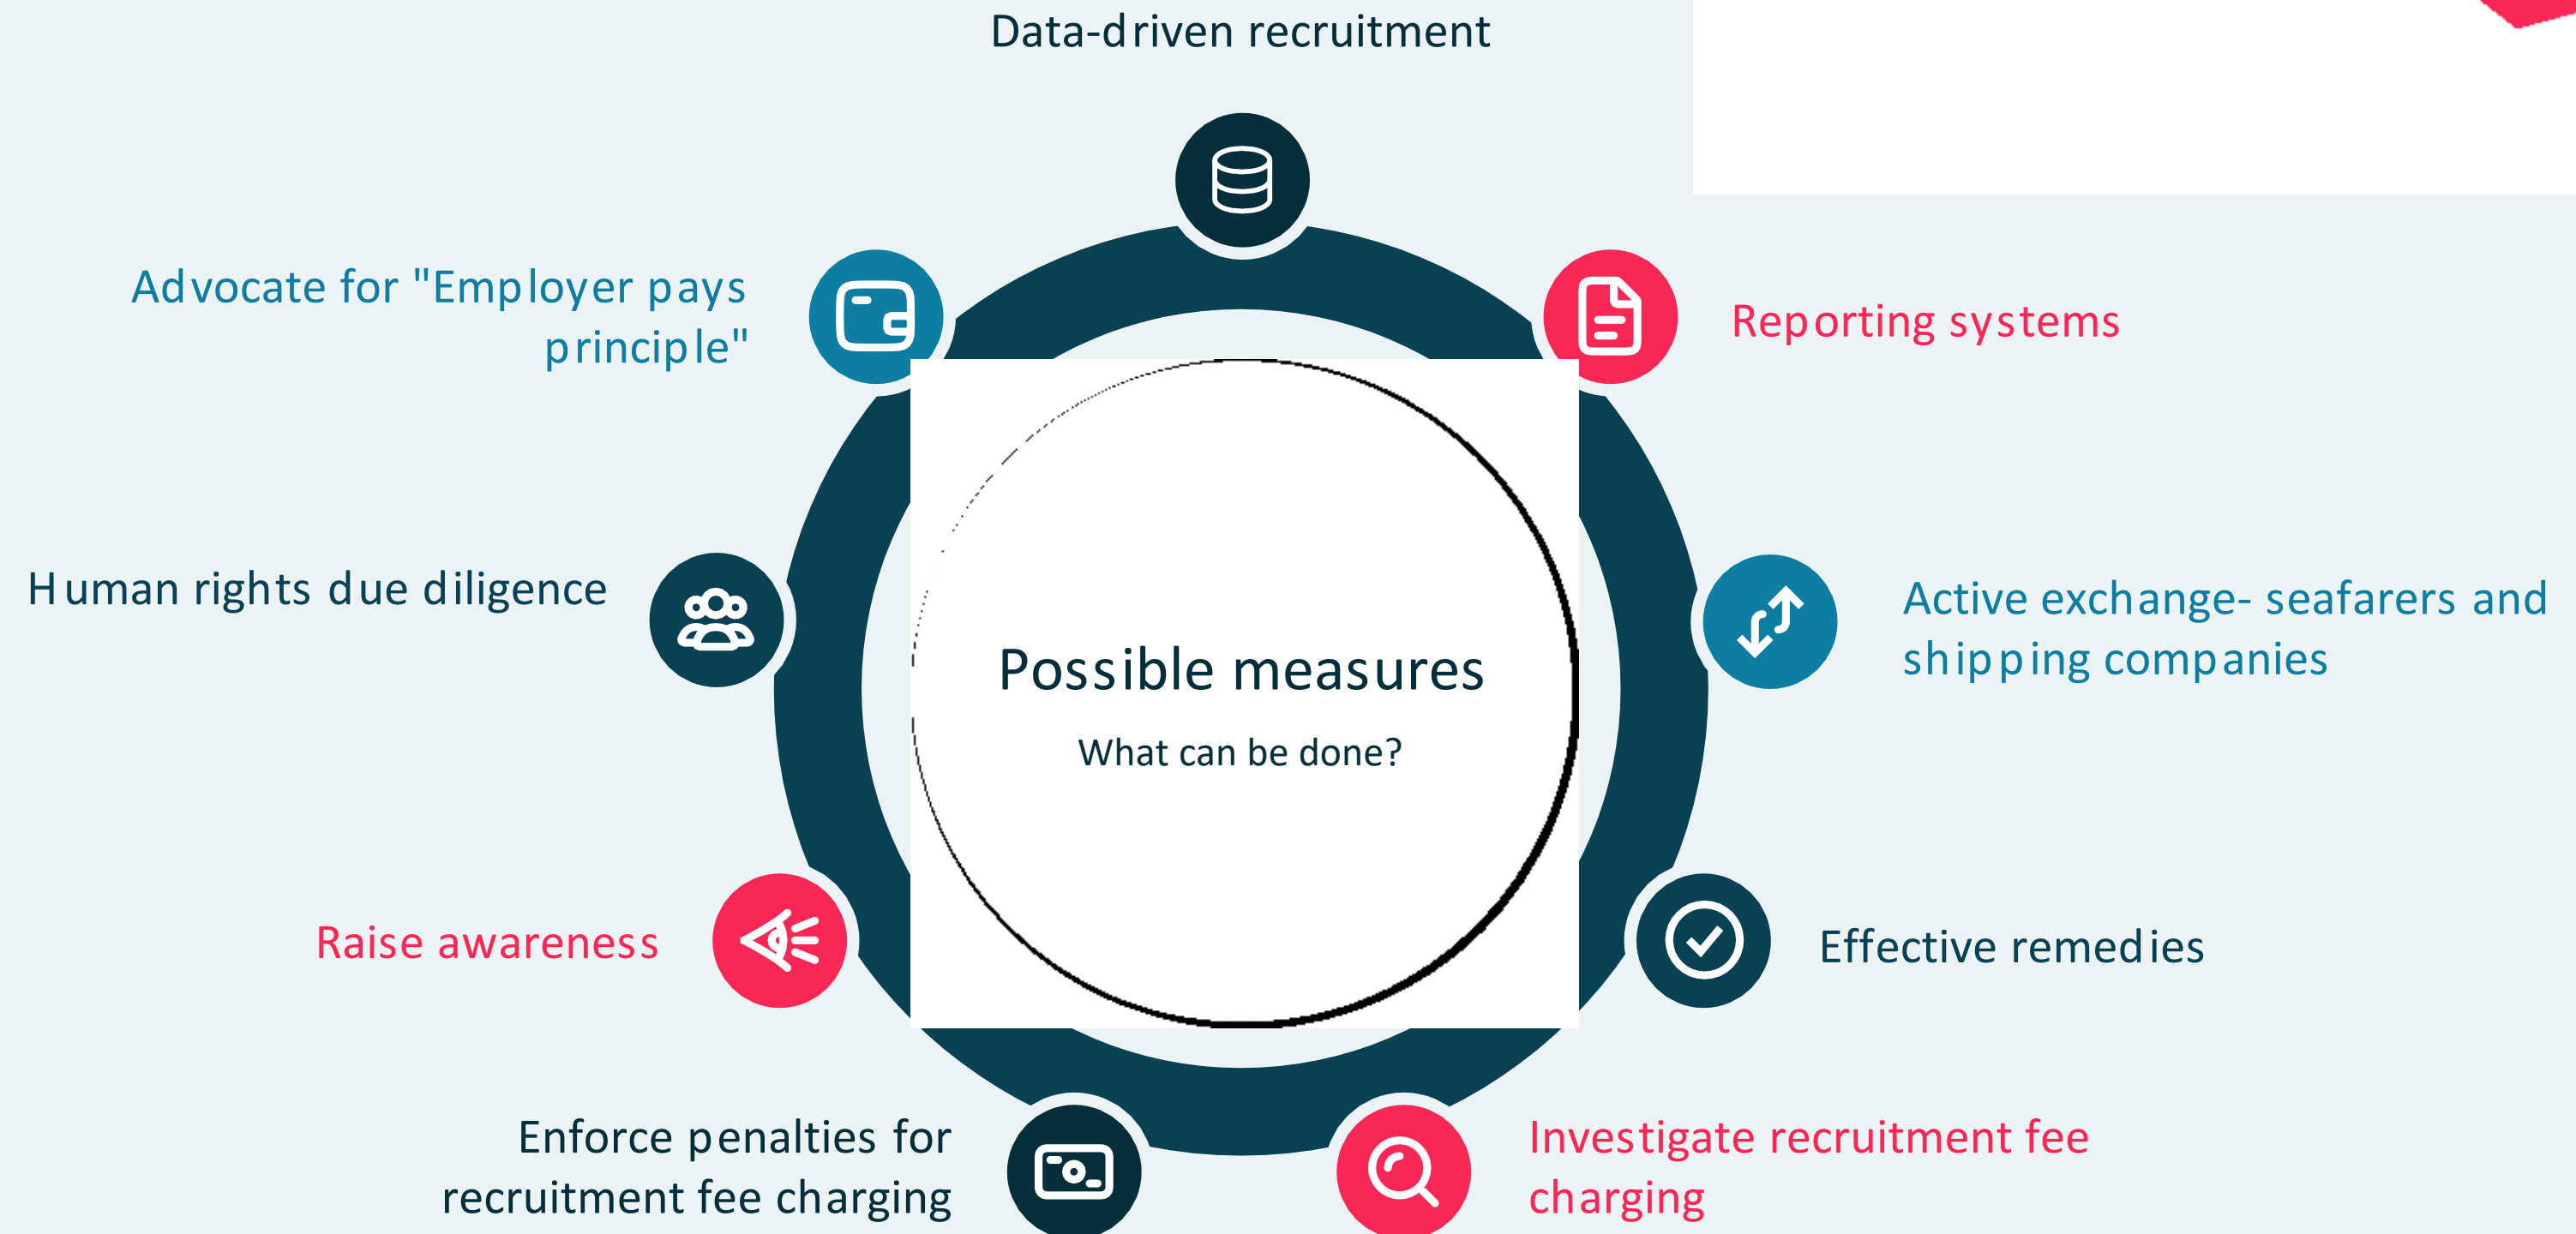 Data-driven recruitment
Advocate for "Employer pays
principle"
Reporting systems
Human rights due diligence
Active exchange- seafarers and
shipping companies
Possible measures
What can be done?
Raise awareness
Effective remedies
Enforce penalties for
recruitment fee charging
Investigate recruitment fee
charging